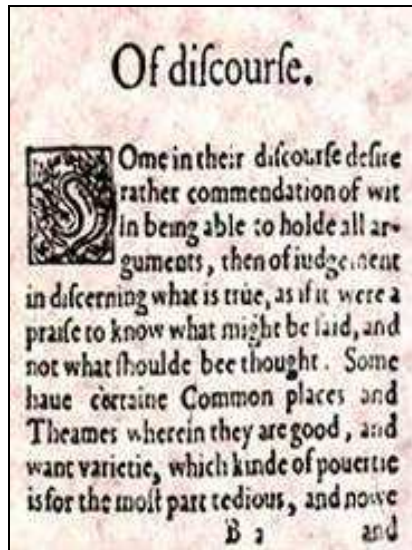 Of diſcourſe.
SOme in their diſcourſe deſire
rather commendation of wit
in being able to holde all ar-
guments, then of iudgement
in diſcerning what is true, as if it were a
praiſe to know what might be ſaid, and
not what ſhoulde bee thought. Some
haue certaine Common places and
Theames wherein they are good, and
want varietie, which kinde of pouertie
is for the moſt part tedious, and nowe
B 2 and